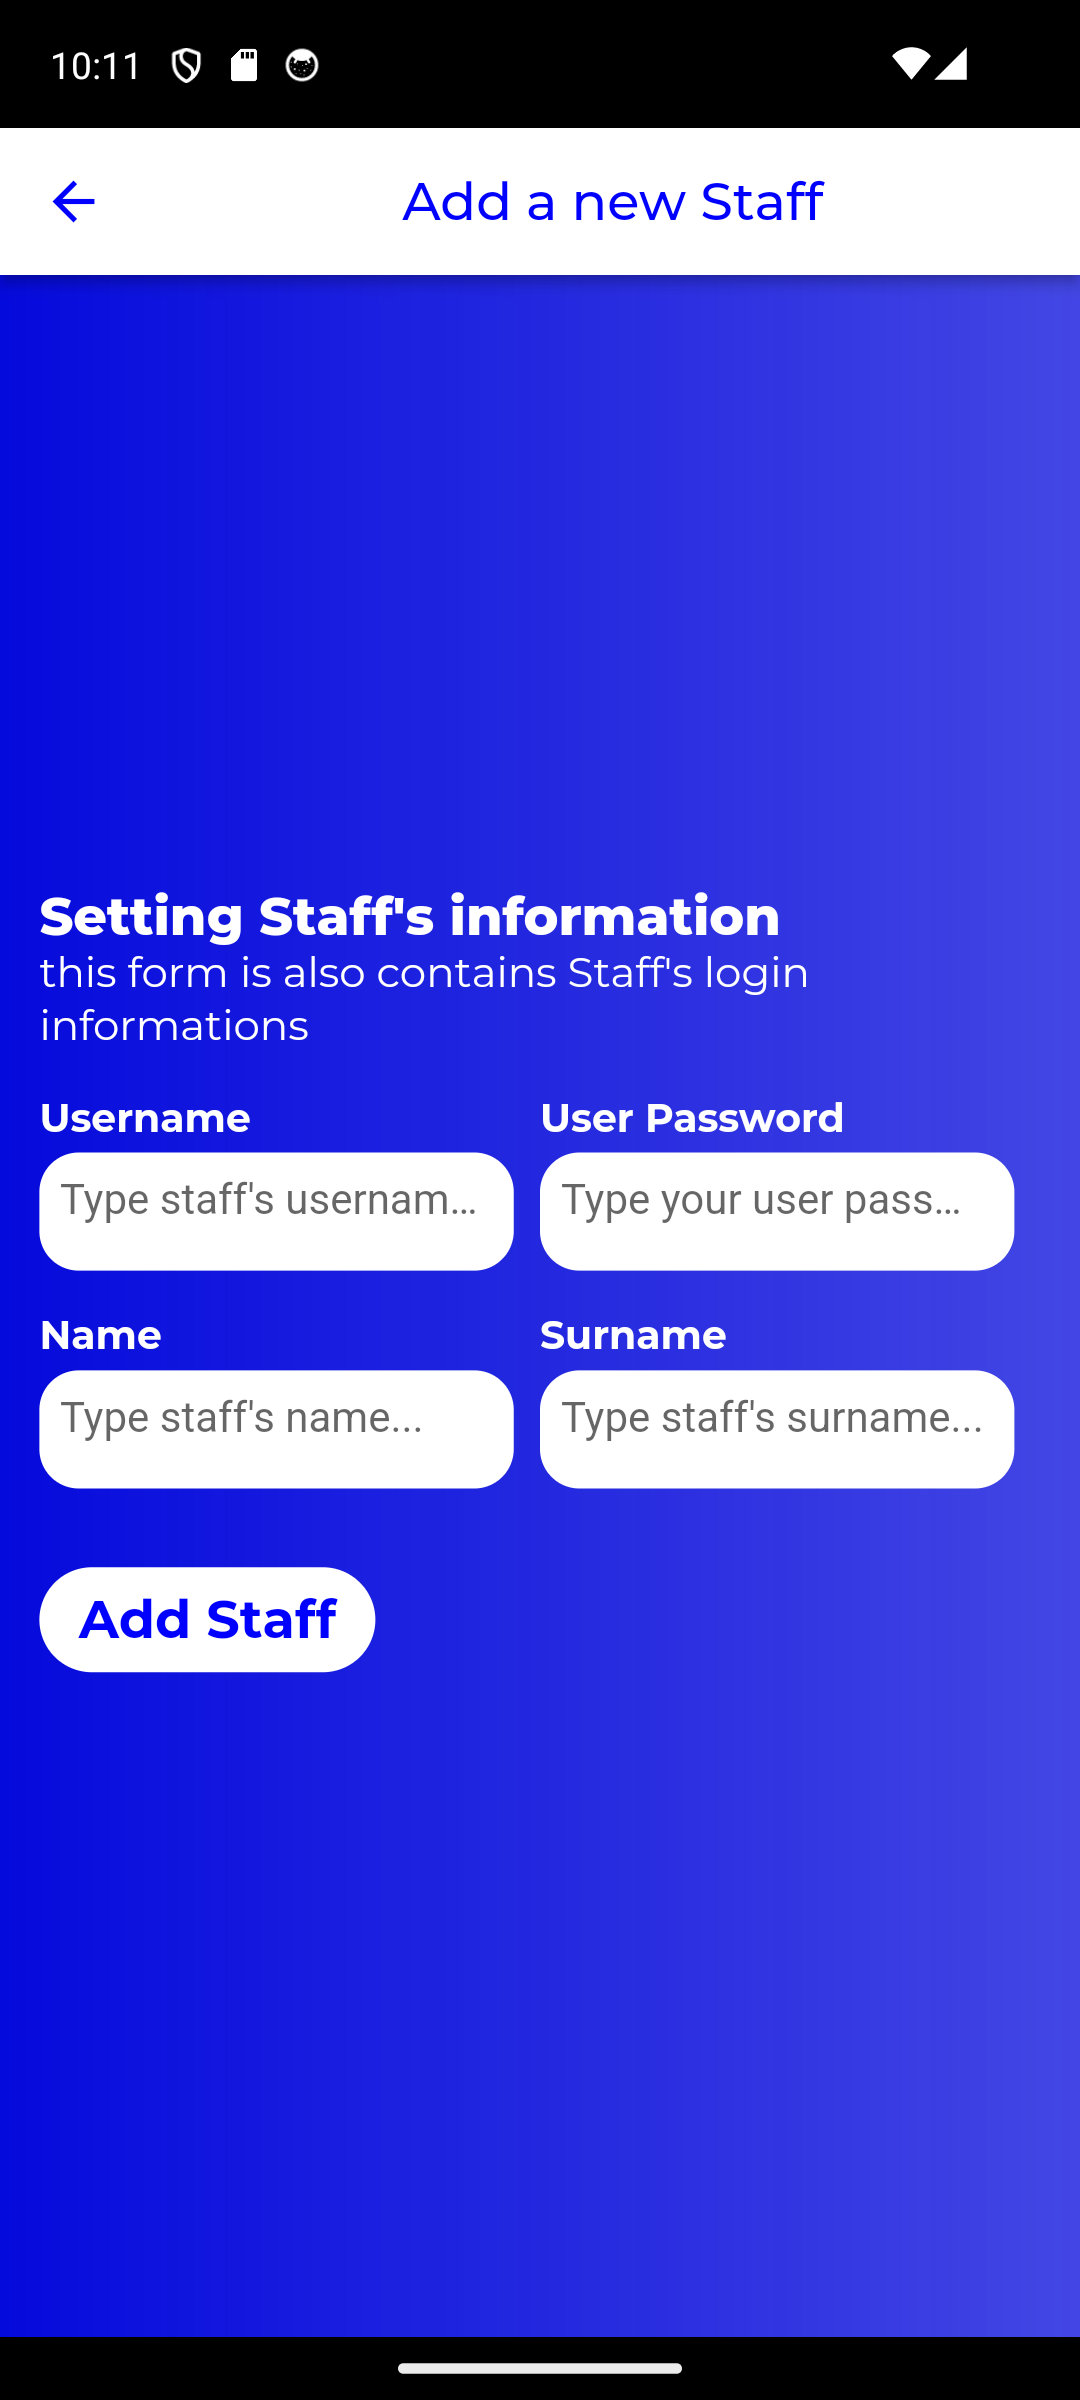 10:11
Add a new Staff
Setting Staff's information
this form is also contains Staff's login
informations
Username
User Password
Type staff's usernam...
Type your user pass...
Name
Surname
Type staff's name...
Type staff's surname...
Add Staff